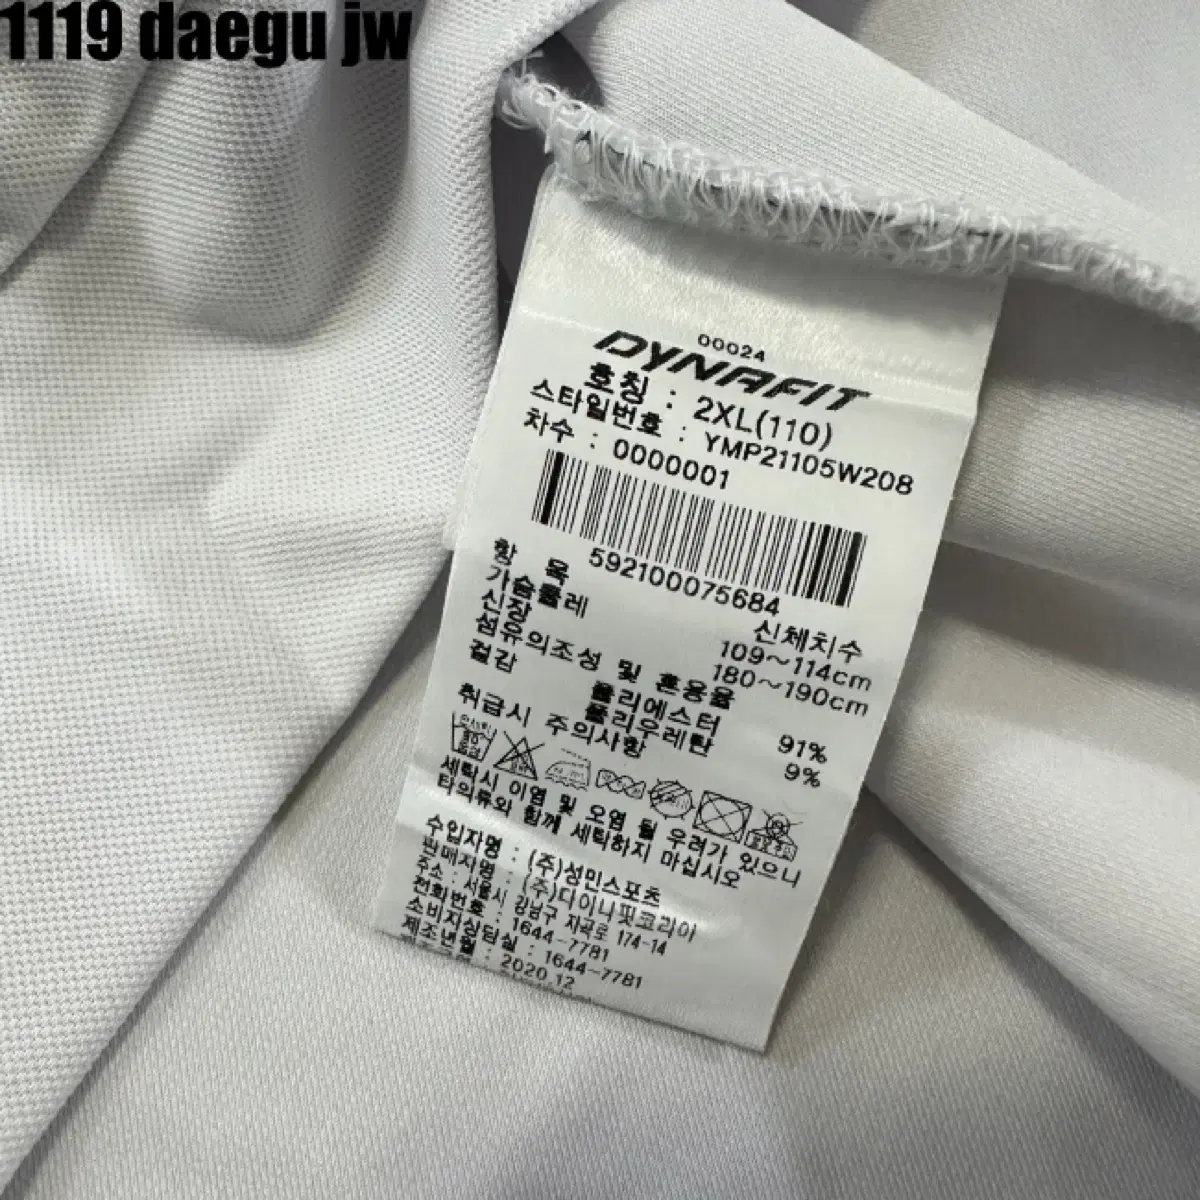 1119 daegu jw
00024
DYNAFIT
호칭 : 2XL(110)
스타일번호 : YMP21105W208
차수 : 0000001
592100075684
항 목 신체치수
가슴둘레 109~114cm
신장 180~190cm
섬유의조성 및 혼용율
겉감 폴리에스터 91%
폴리우레탄 9%
취급시 주의사항
세탁시 이염 및 오염 될 우려가 있으니
타의류와 함께 세탁하지 마십시오
수입자명 : (주)성민스포츠
판매자명 : (주)디이나핏코리아
주소 : 서울시 강남구 자곡로 174-14
전화번호 : 1644-7781
소비자상담실 : 1644-7781
제조년월 : 2020.12